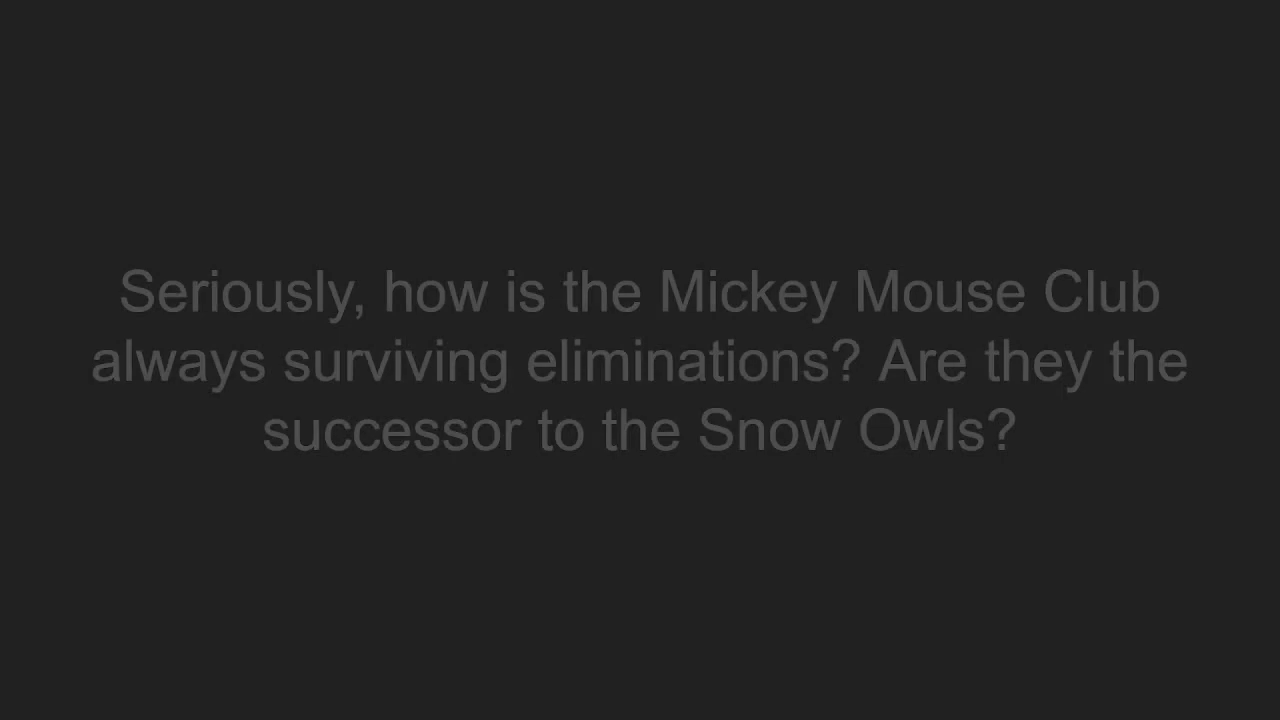 Seriously, how is the Mickey Mouse Club
always surviving eliminations? Are they the
successor to the Snow Owls?